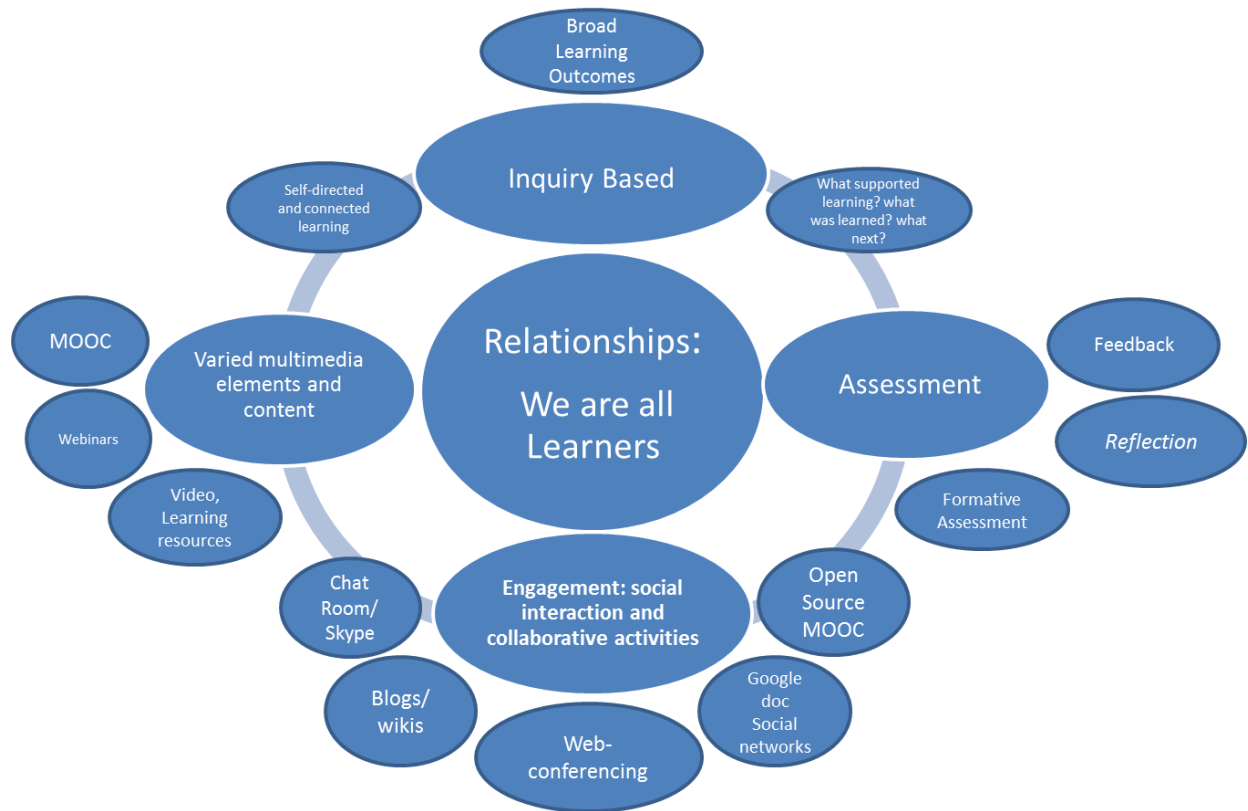 Broad
Learning
Outcomes
Inquiry Based
Self-directed
and connected
learning
What supported
learning? what
was learned? what
next?
MOOC
Varied multimedia
elements and
content
Relationships:
We are all
Learners
Assessment
Feedback
Webinars
Reflection
Video,
Learning
resources
Formative
Assessment
Chat
Room/
Skype
Engagement: social
interaction and
collaborative activities
Open
Source
MOOC
Blogs/
wikis
Web-
conferencing
Google
doc
Social
networks